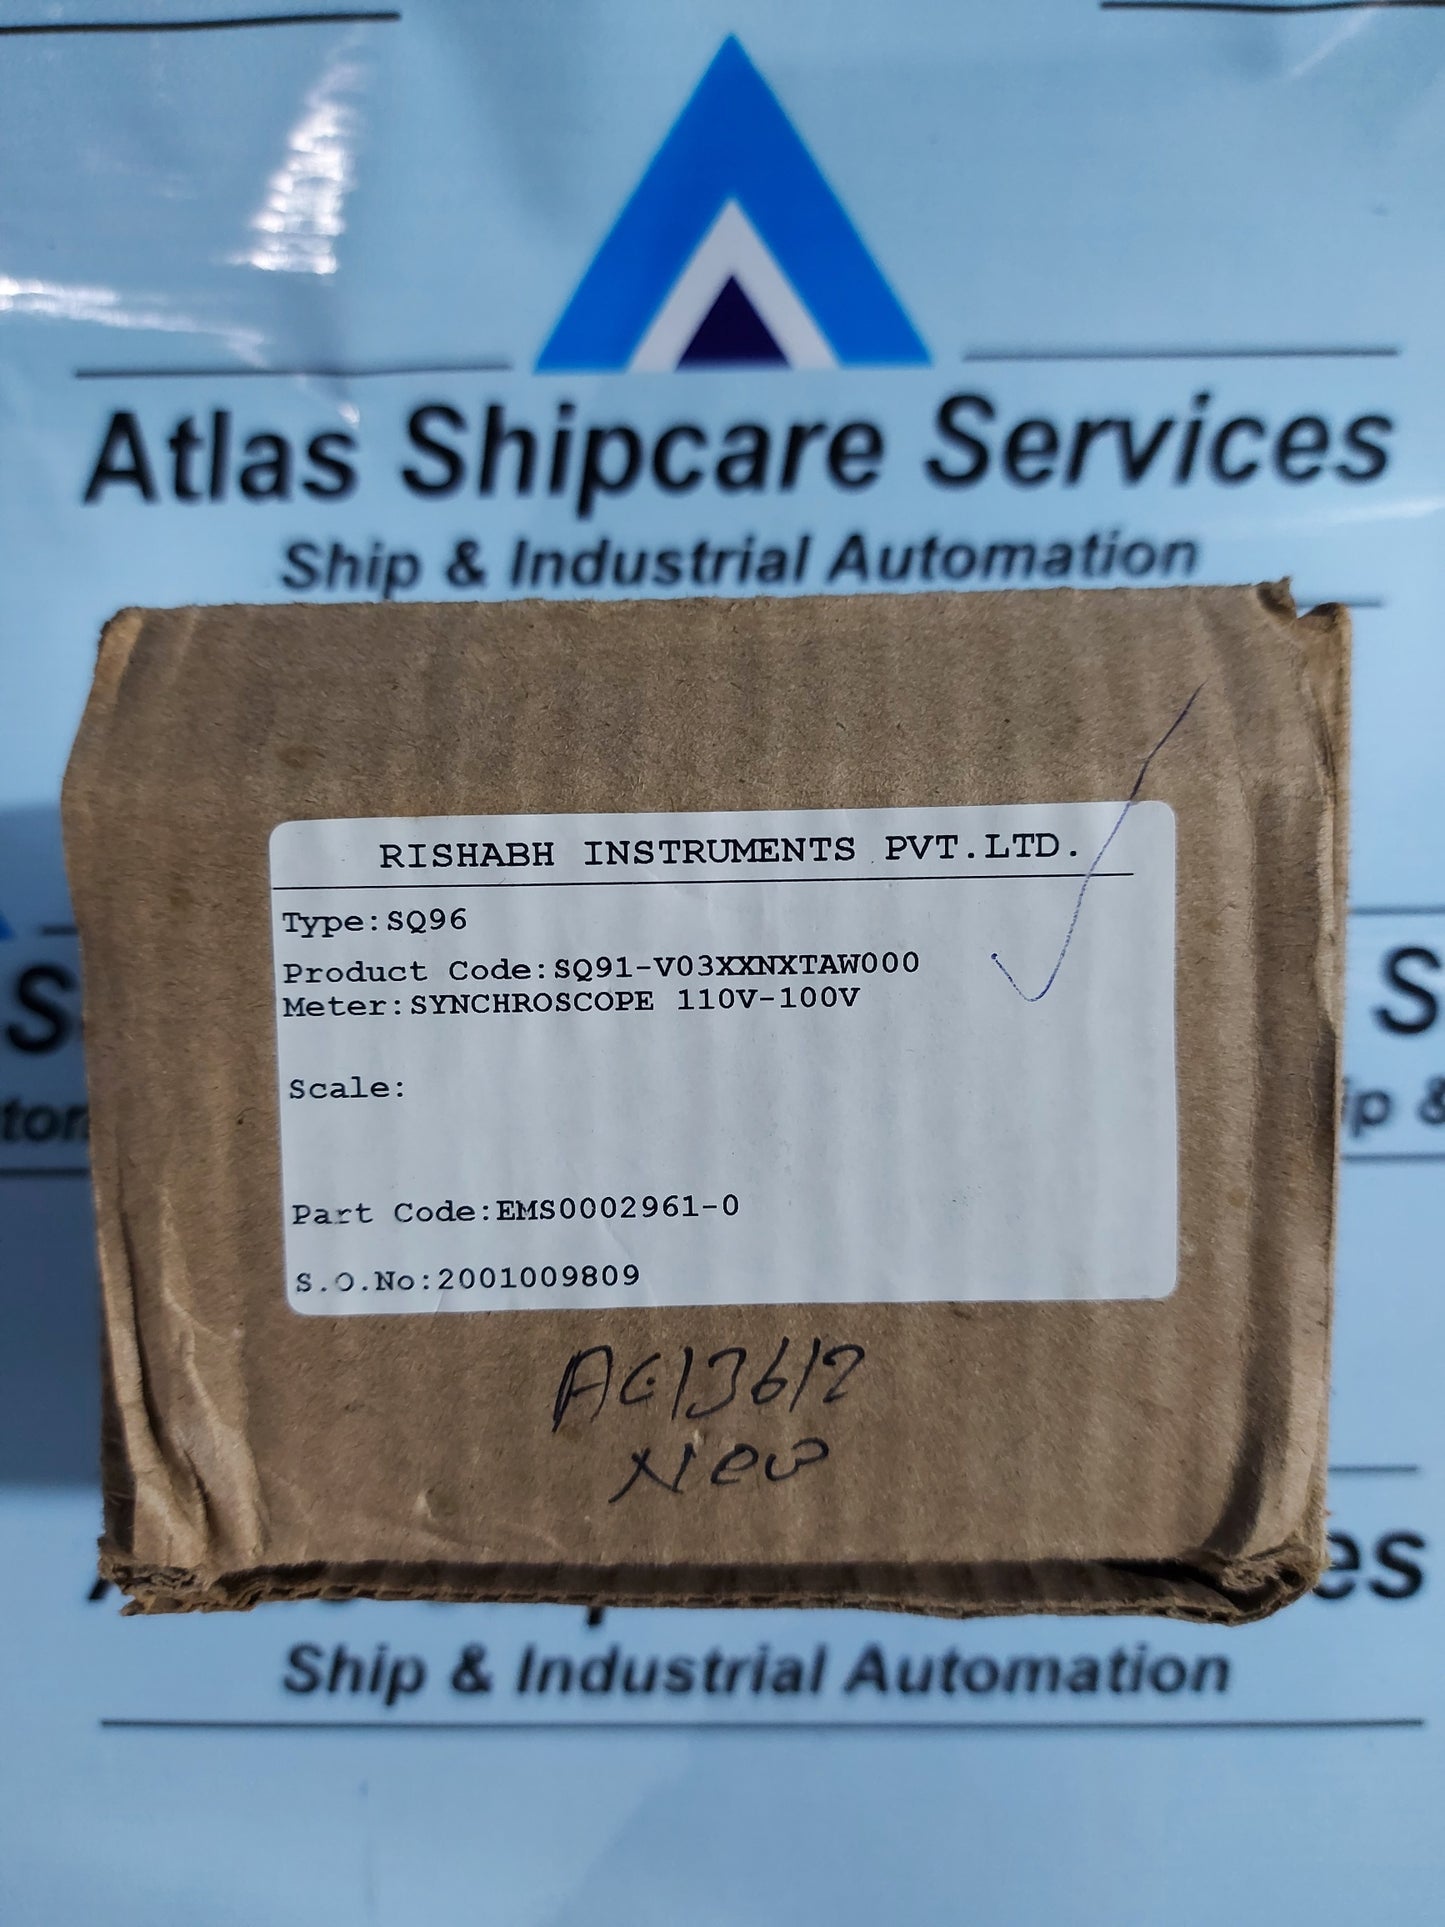 Atlas Shipcare Services
Ship & Industrial Automation
RISHABH INSTRUMENTS PVT.LTD.
Type:SQ96
Product Code:SQ91-V03XXNXTAW000
Meter:SYNCHROSCOPE 110V-100V
Scale:
Part Code:EMS0002961-0
S.O.No:2001009809
New
Ship & Industrial Automation